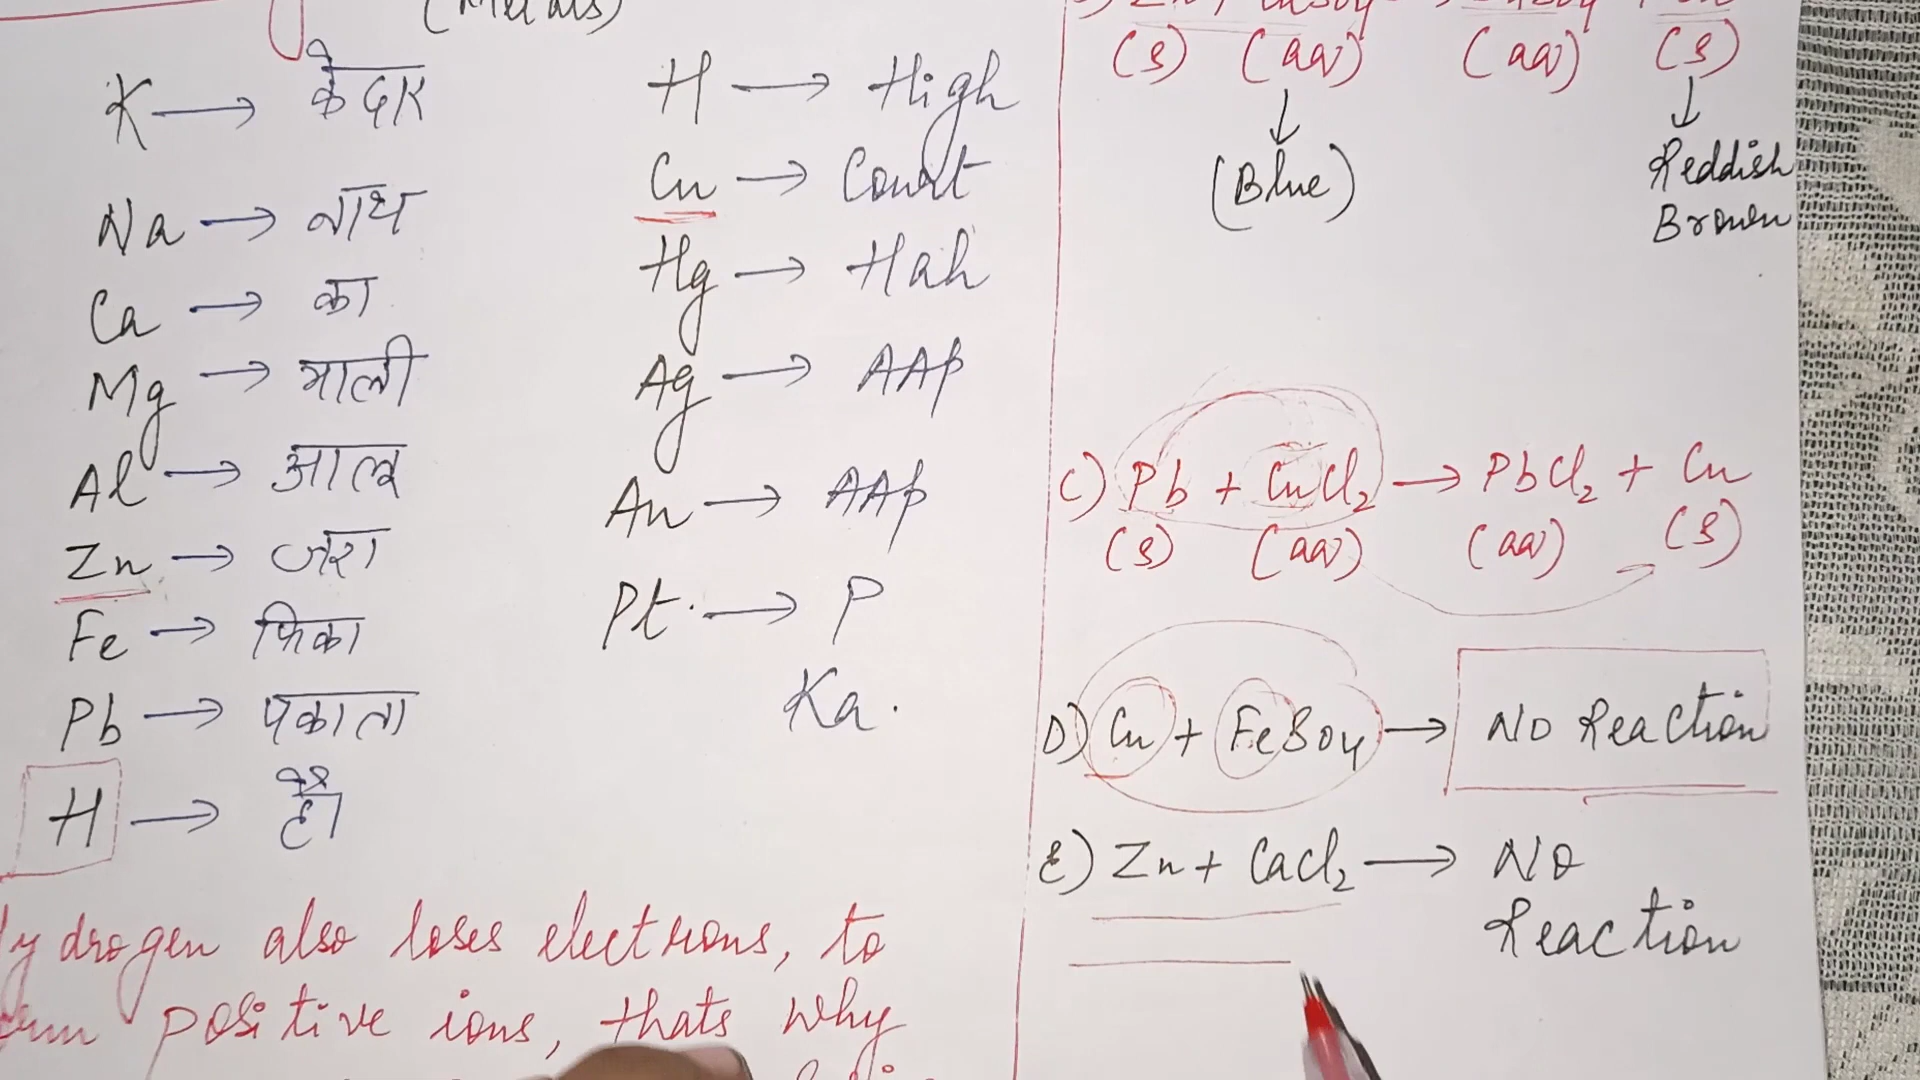 (Metals)
K → केदार
Na → नाथ
Ca → का
Mg → माली
Al → आलू
Zn → जरा
Fe → फिका
Pb → पकाता
H → है।
Hydrogen also loses electrons, to
positive ions, thats why
H → High
Cu → Court
Hg → Hah
Ag → AAp
Au → AAp
Pt. → P
Ka.
(s) (aq) (aq) (s)
↓ ↓
(Blue) Reddish
Brown
C) Pb + CuCl₂ → PbCl₂ + Cu
(s) (aq) (aq) (s)
D) Cu + FeSO₄ → NO Reaction
E) Zn + CaCl₂ → NO
Reaction